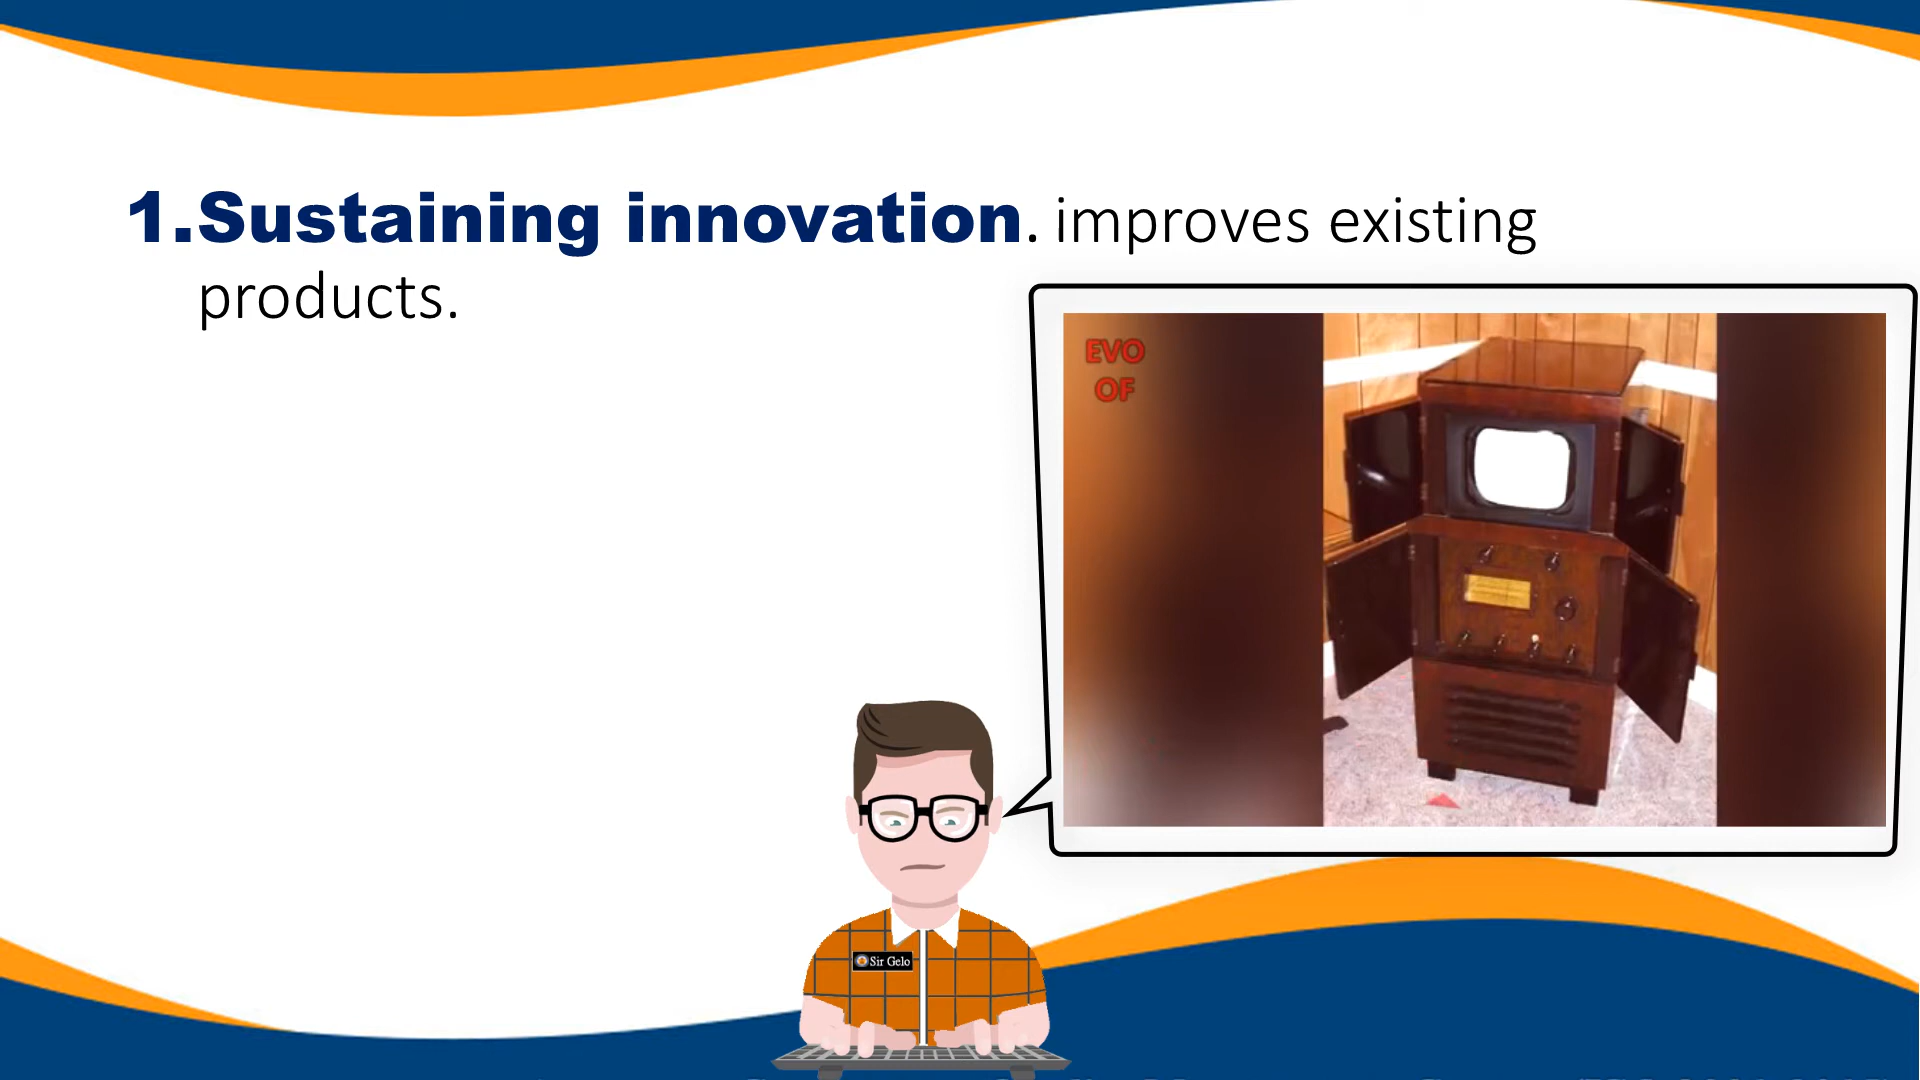 1.Sustaining innovation. improves existing
products.
EVO
OF
Sir Gelo